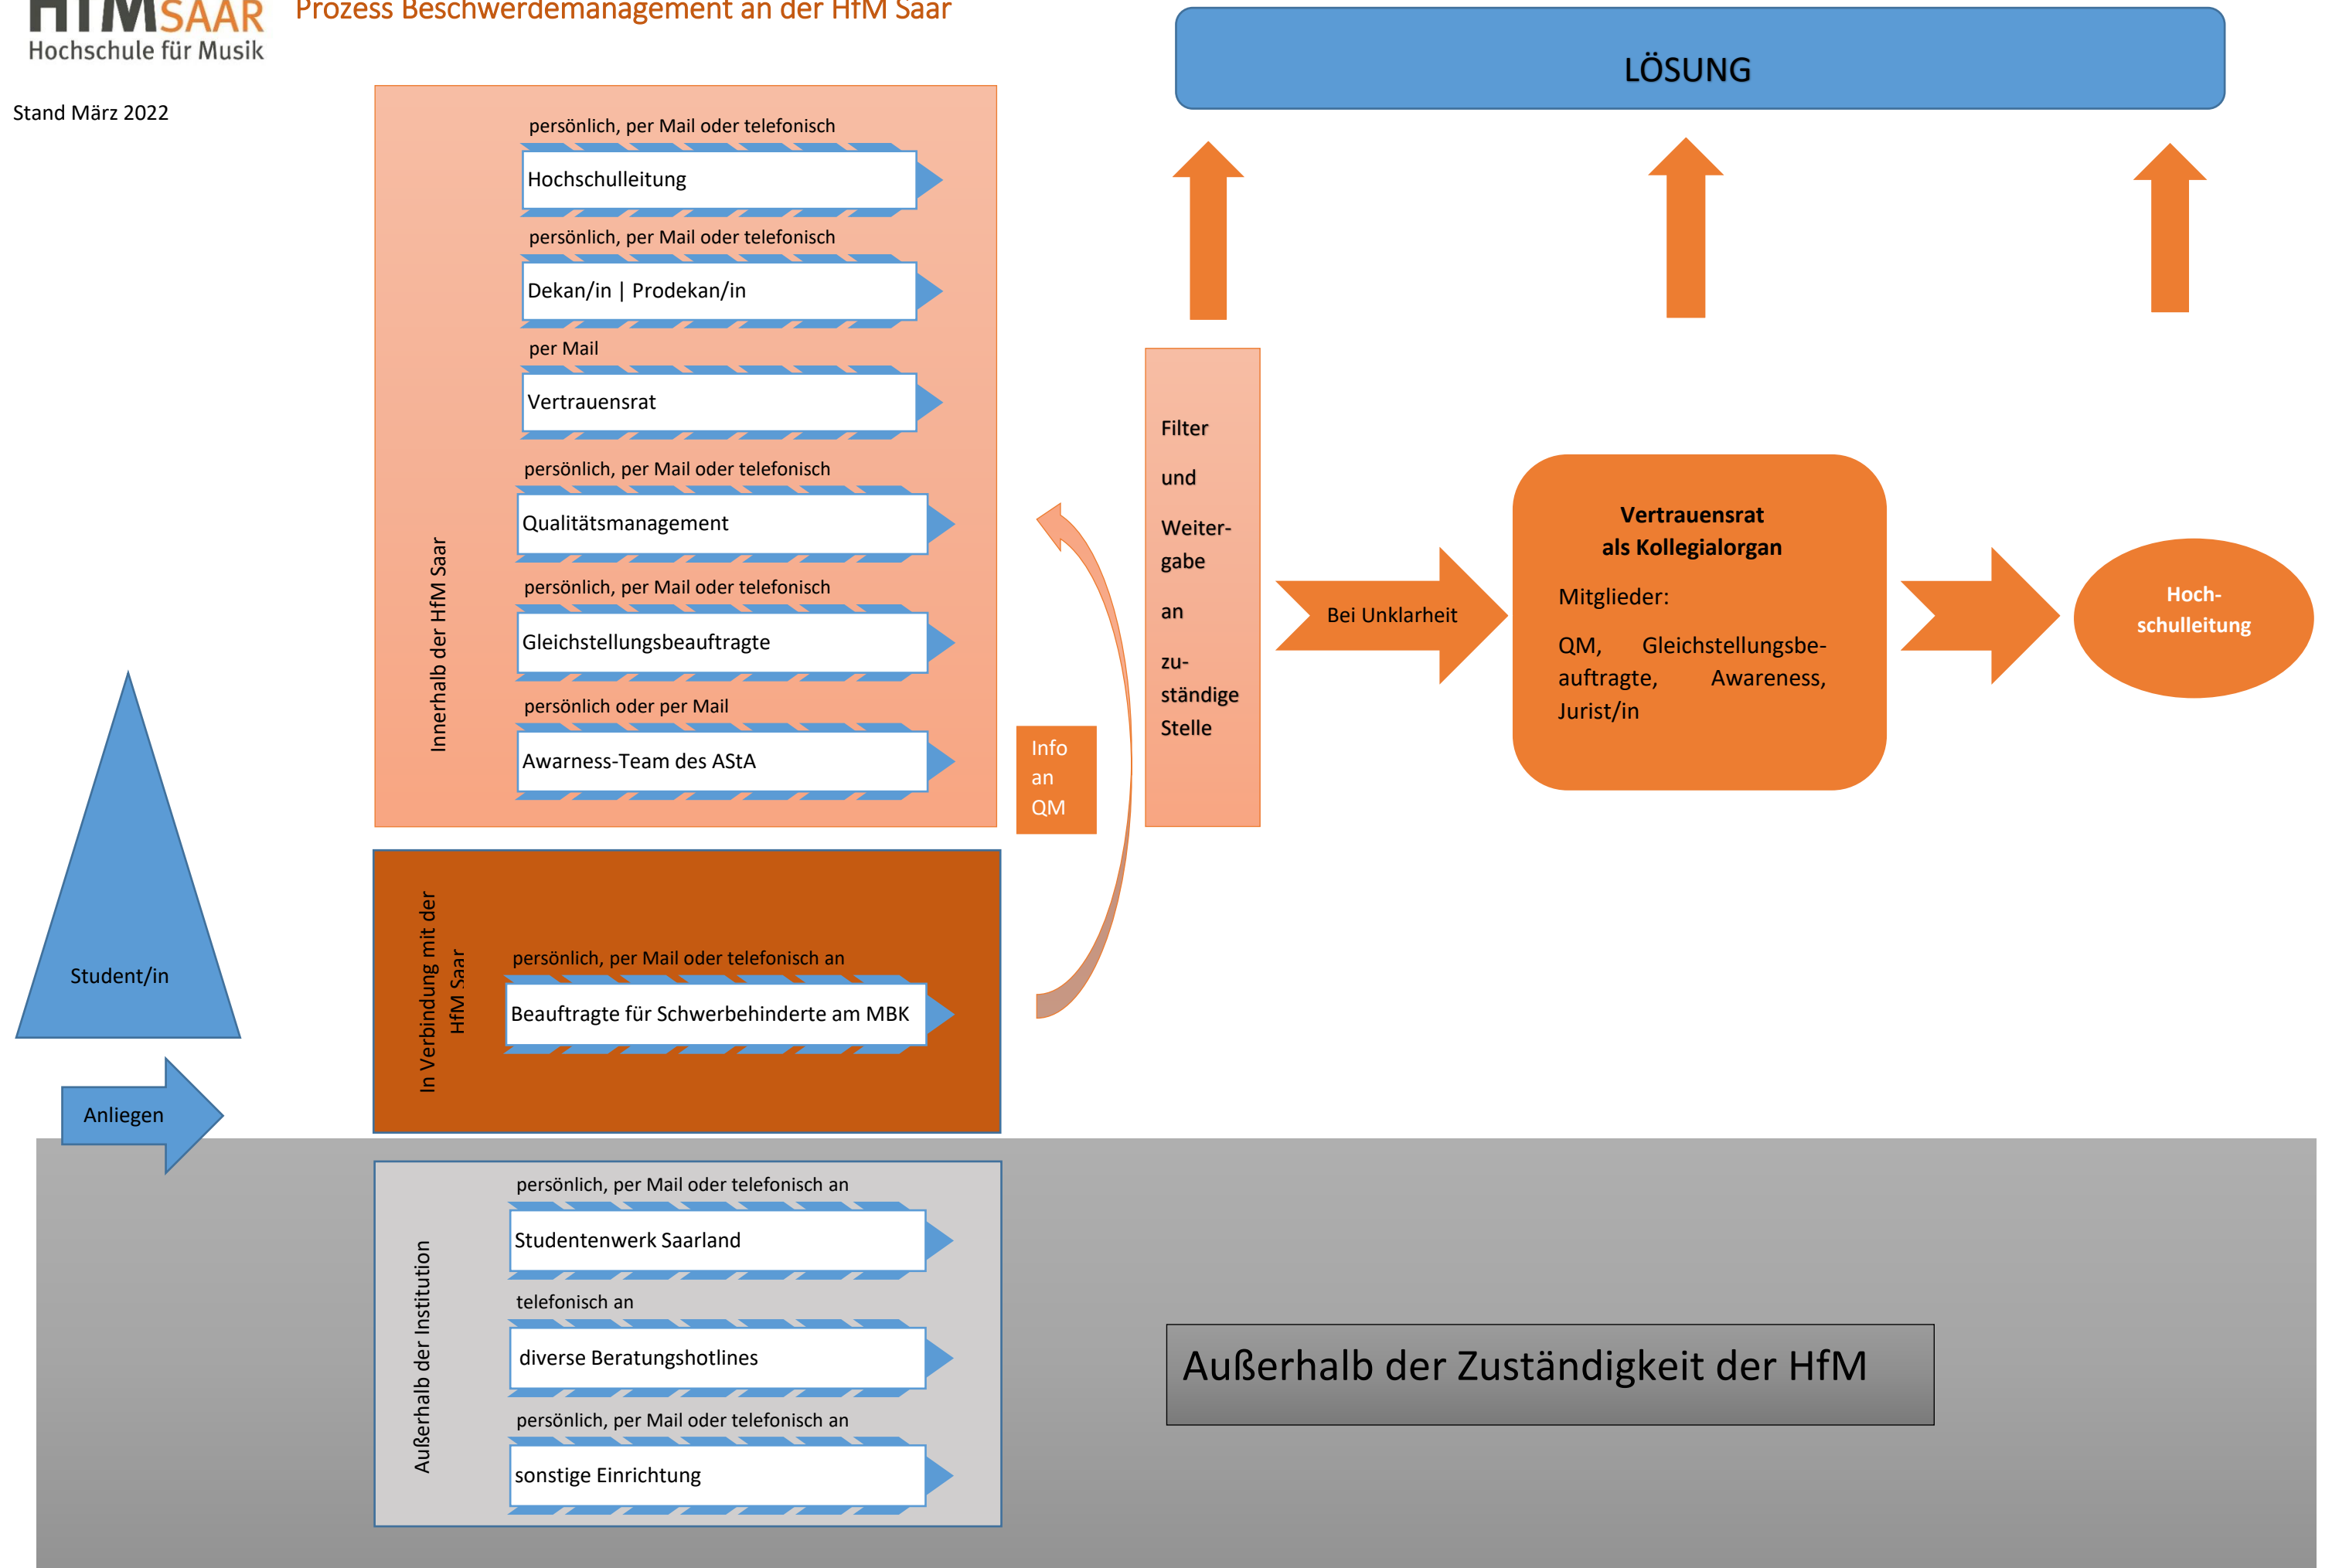 HfMSAAR
Hochschule für Musik
Prozess Beschwerdemanagement an der HfM Saar
Stand März 2022
LÖSUNG
Innerhalb der HfM Saar
persönlich, per Mail oder telefonisch
Hochschulleitung
persönlich, per Mail oder telefonisch
Dekan/in | Prodekan/in
per Mail
Vertrauensrat
persönlich, per Mail oder telefonisch
Qualitätsmanagement
persönlich, per Mail oder telefonisch
Gleichstellungsbeauftragte
persönlich oder per Mail
Awarness-Team des AStA
Info
an
QM
Filter
und
Weiter-
gabe
an
zu-
ständige
Stelle
Bei Unklarheit
Vertrauensrat
als Kollegialorgan
Mitglieder:
QM, Gleichstellungsbe-
auftragte, Awareness,
Jurist/in
Hoch-
schulleitung
Student/in
Anliegen
In Verbindung mit der
HfM Saar
persönlich, per Mail oder telefonisch an
Beauftragte für Schwerbehinderte am MBK
Außerhalb der Institution
persönlich, per Mail oder telefonisch an
Studentenwerk Saarland
telefonisch an
diverse Beratungshotlines
persönlich, per Mail oder telefonisch an
sonstige Einrichtung
Außerhalb der Zuständigkeit der HfM